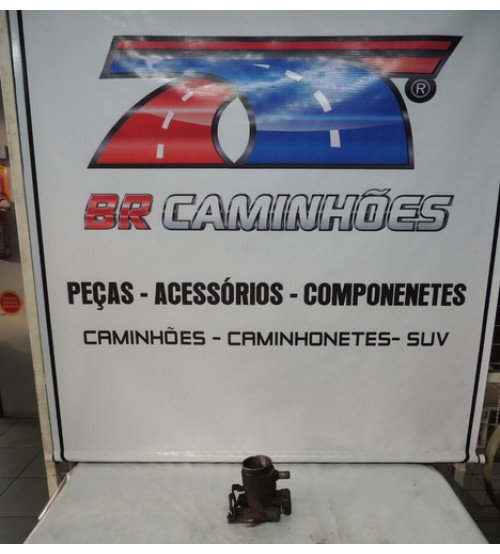 ®
BR CAMINHÕES
PEÇAS - ACESSÓRIOS - COMPONENETES
CAMINHÕES - CAMINHONETES- SUV